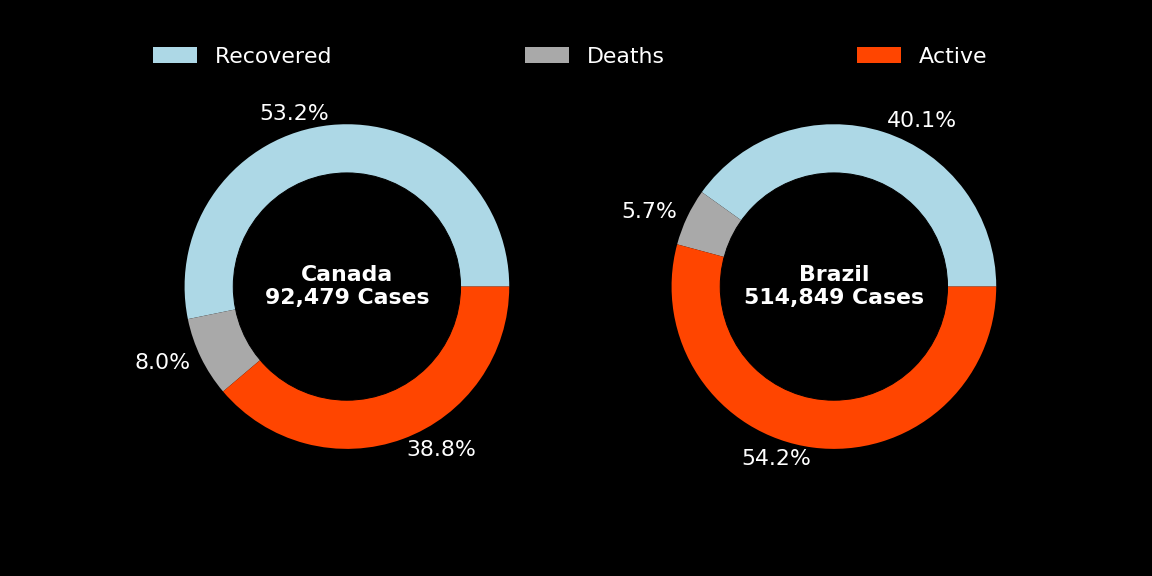 Recovered
Deaths
Active
53.2%
8.0%
38.8%
Canada
92,479 Cases
40.1%
5.7%
54.2%
Brazil
514,849 Cases